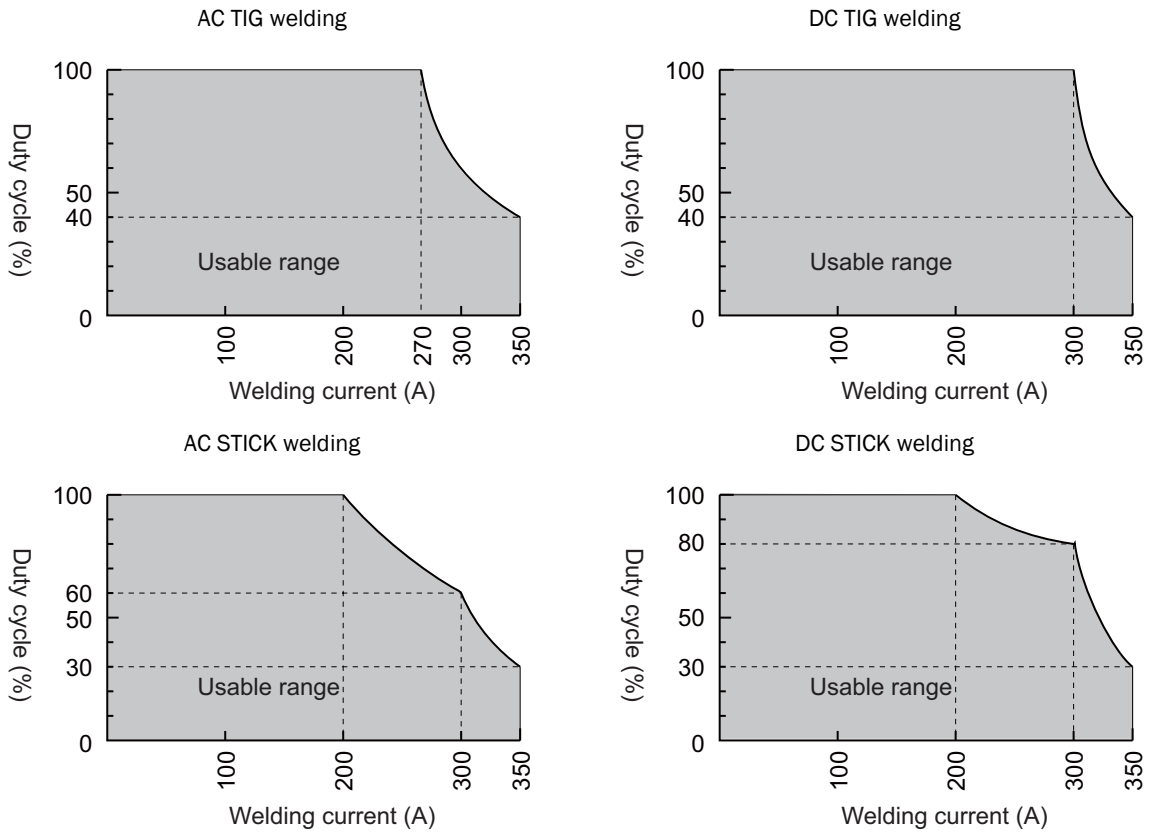 AC TIG welding
100
50
40
0
Duty cycle (%)
Usable range
100
200
270
300
350
Welding current (A)
DC TIG welding
100
50
40
0
Duty cycle (%)
Usable range
100
200
300
350
Welding current (A)
AC STICK welding
100
60
50
30
0
Duty cycle (%)
Usable range
100
200
300
350
Welding current (A)
DC STICK welding
100
80
50
30
0
Duty cycle (%)
Usable range
100
200
300
350
Welding current (A)